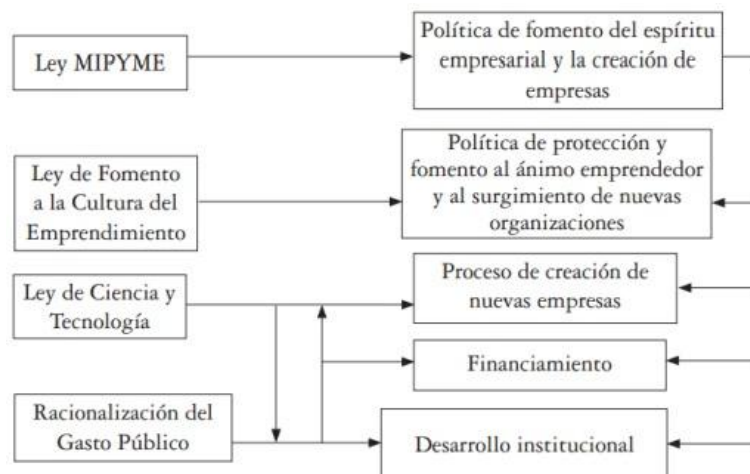 Ley MIPYME
Política de fomento del espíritu
empresarial y la creación de
empresas
Ley de Fomento
a la Cultura del
Emprendimiento
Política de protección y
fomento al ánimo emprendedor
y al surgimiento de nuevas
organizaciones
Ley de Ciencia y
Tecnología
Proceso de creación de
nuevas empresas
Financiamiento
Racionalización del
Gasto Público
Desarrollo institucional